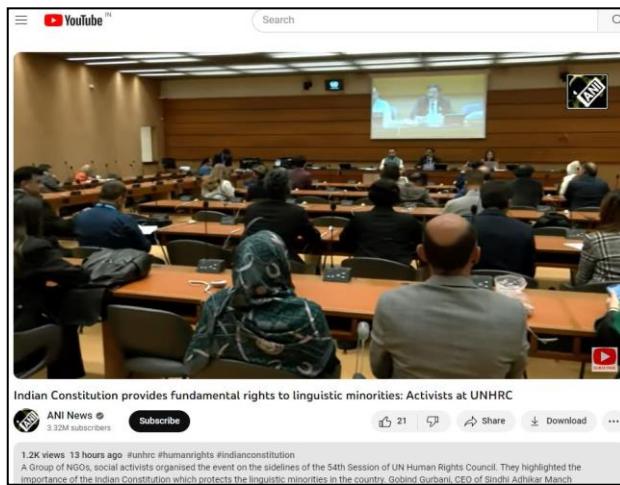 YouTube IN
Search
ANI
SUBSCRIBE
Indian Constitution provides fundamental rights to linguistic minorities: Activists at UNHRC
ANI News
3.32M subscribers
Subscribe
21
Share
Download
1.2K views 13 hours ago #unhrc #humanrights #indianconstitution
A Group of NGOs, social activists organised the event on the sidelines of the 54th Session of UN Human Rights Council. They highlighted the
importance of the Indian Constitution which protects the linguistic minorities in the country. Gobind Gurbani, CEO of Sindhi Adhikar Manch